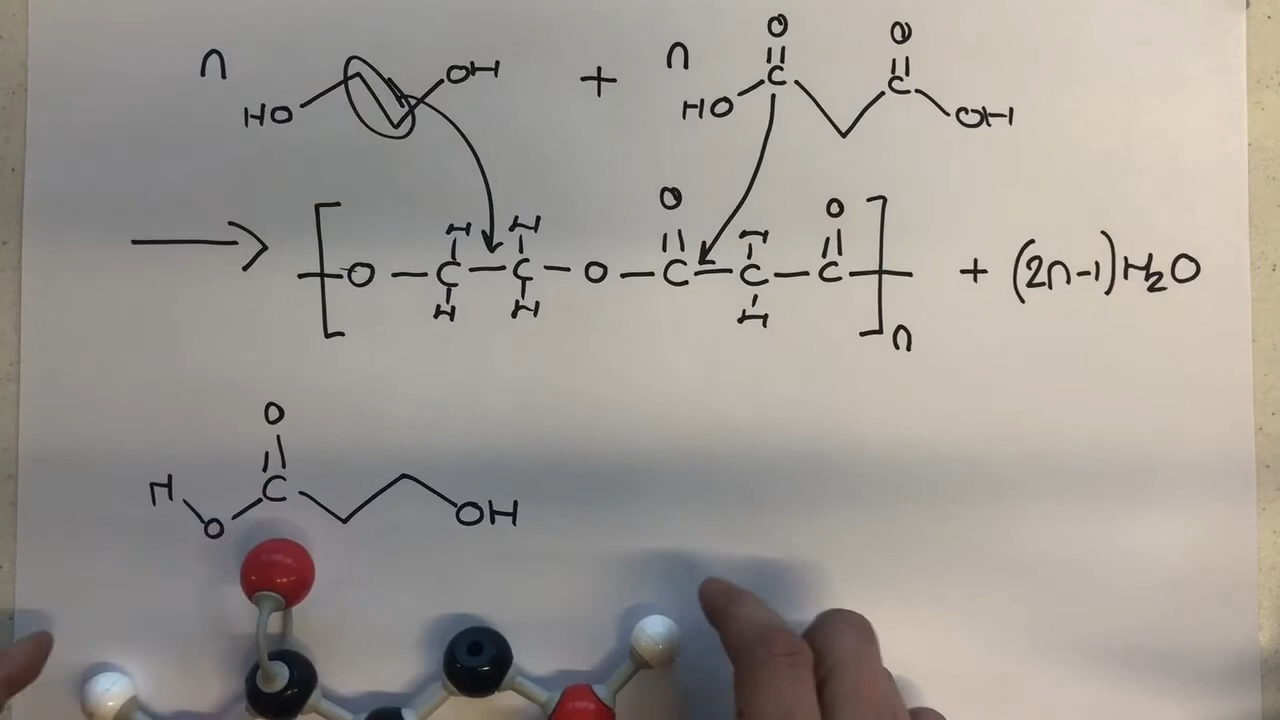 n HO OH + n HO C O C O OH
[ O C H H C H H O C O C H H C O ] n + (2n-1) H2O
H O C O OH